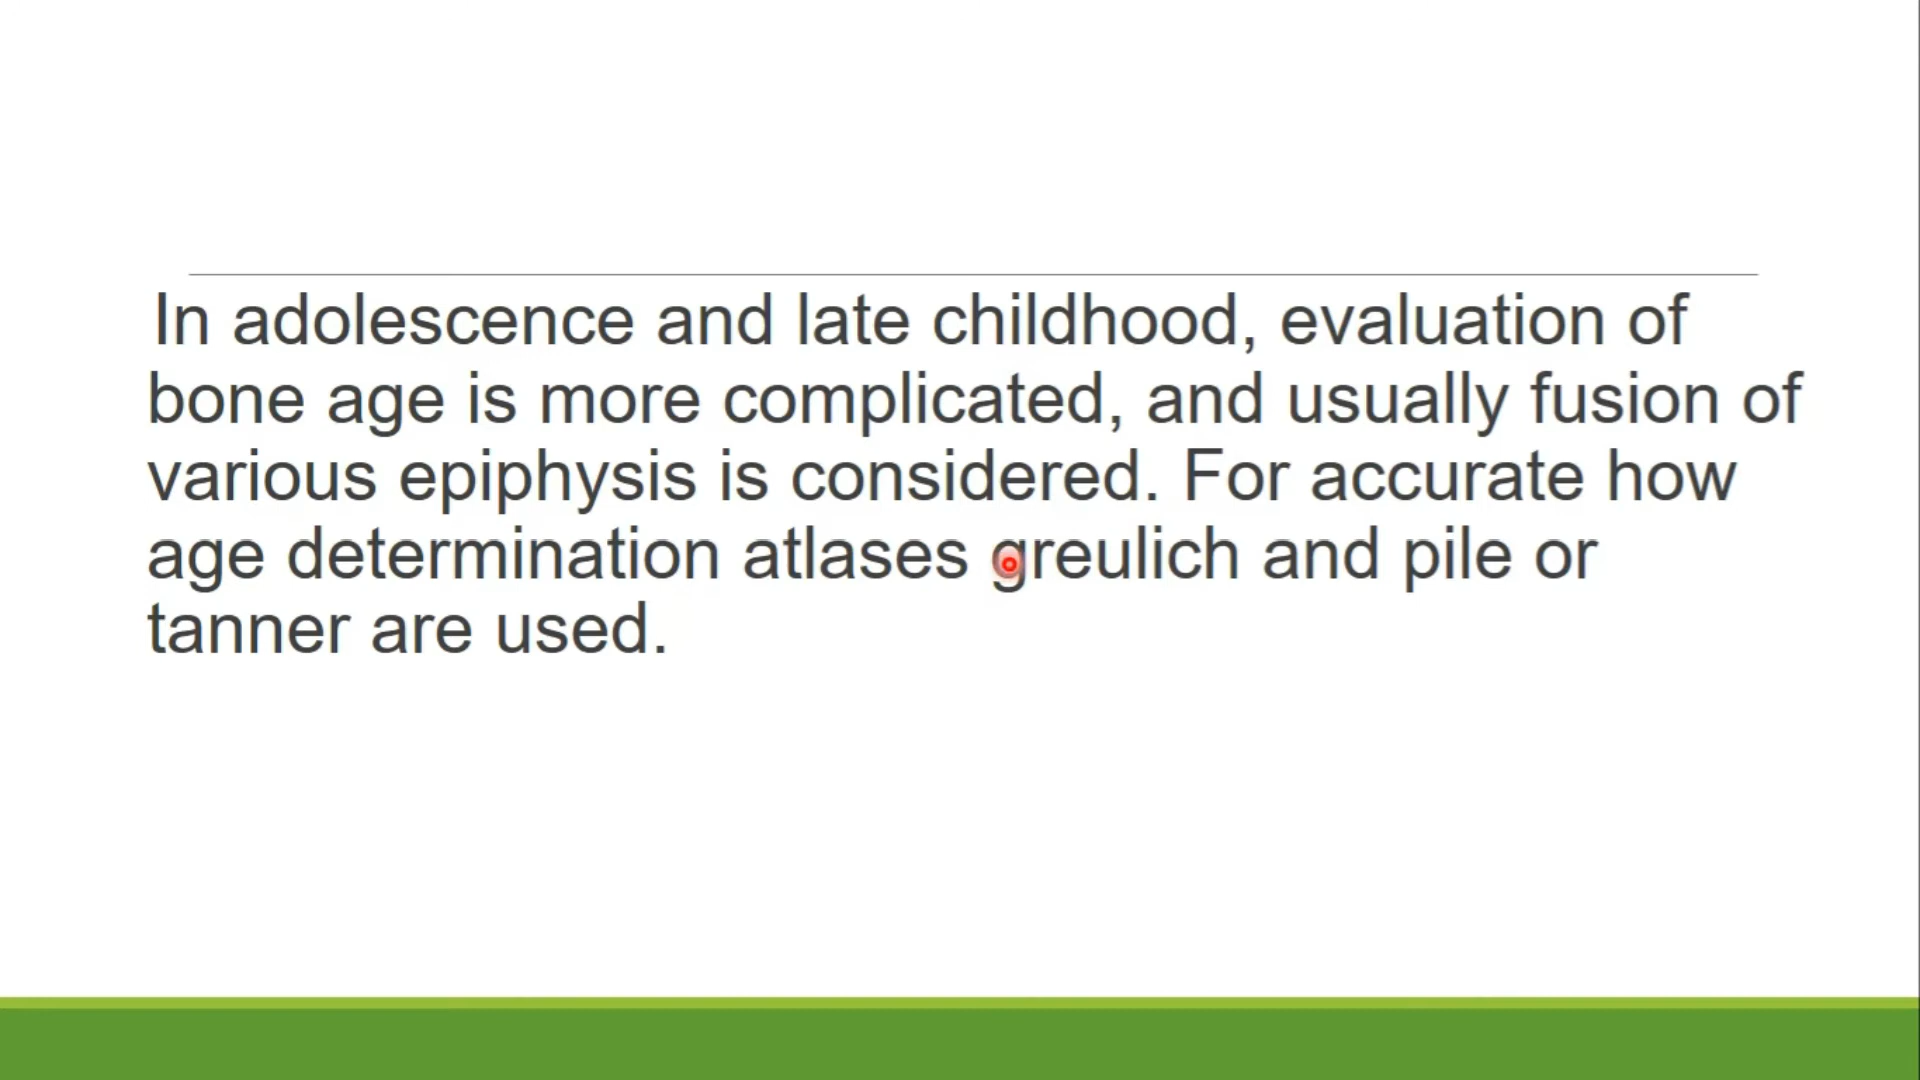 In adolescence and late childhood, evaluation of
bone age is more complicated, and usually fusion of
various epiphysis is considered. For accurate how
age determination atlases greulich and pile or
tanner are used.